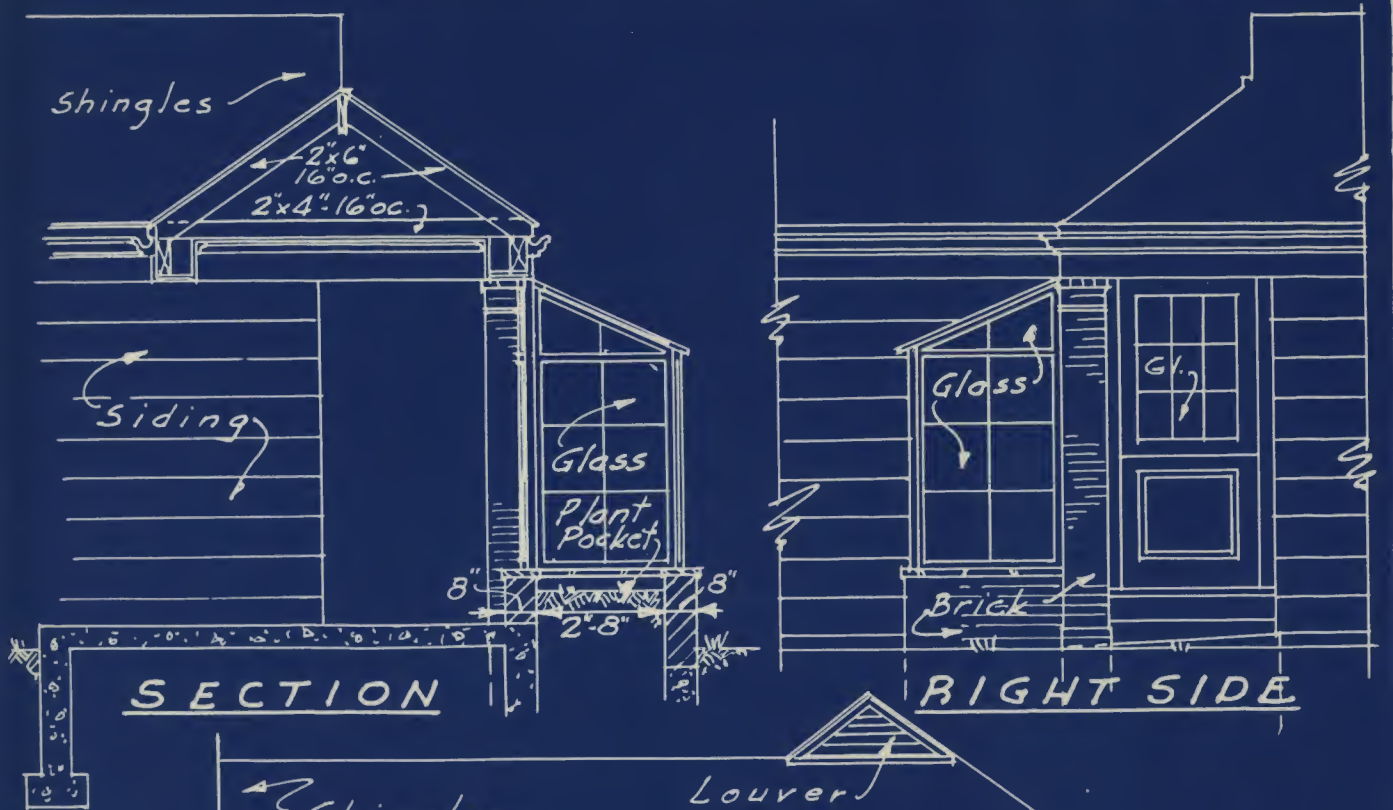 Shingles
2"x6"
16"o.c.
2"x4"-16"oc.
Siding
Glass
Plant
Pocket
8"
8"
2'-8"
SECTION
Glass
Gl.
Brick
RIGHT SIDE
Louver